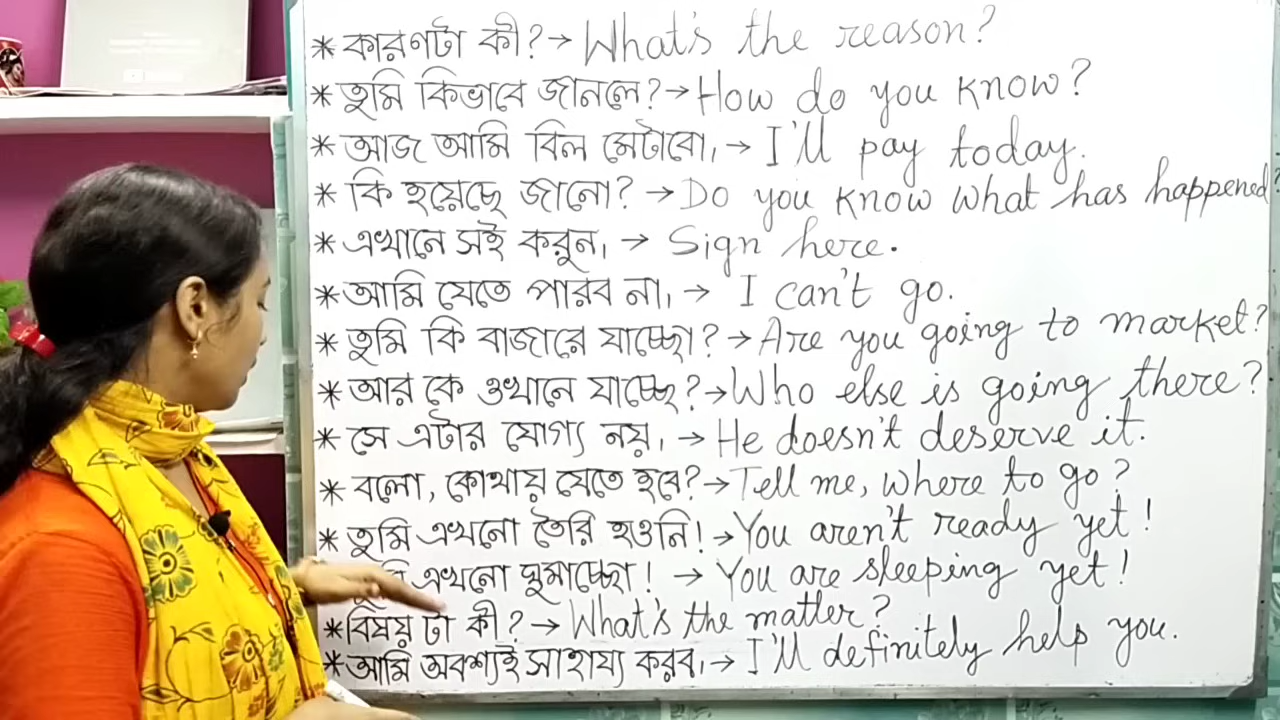 * কারণটা কী? → What's the reason?
* তুমি কিভাবে জানলে? → How do you know?
* আজ আমি বিল মেটাবো, → I'll pay today.
* কি হয়েছে জানো? → Do you know what has happened?
* এখানে সই করুন, → Sign here.
* আমি যেতে পারব না, → I can't go.
* তুমি কি বাজারে যাচ্ছো? → Are you going to market?
* আর কে ওখানে যাচ্ছে? → Who else is going there?
* সে এটার যোগ্য নয়, → He doesn't deserve it.
* বলো, কোথায় যেতে হবে? → Tell me, where to go?
* তুমি এখনো তৈরি হওনি! → You aren't ready yet!
এখনো ঘুমাচ্ছো! → You are sleeping yet!
* বিষয় টা কী? → What's the matter?
* আমি অবশ্যই সাহায্য করব, → I'll definitely help you.